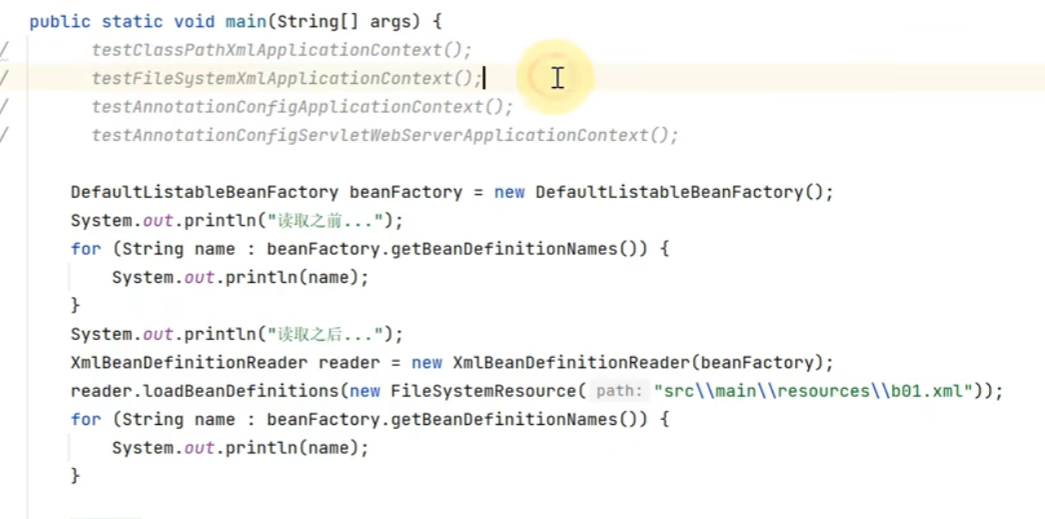 public static void main(String[] args) {
/ testClassPathXmlApplicationContext();
/ testFileSystemXmlApplicationContext();
/ testAnnotationConfigApplicationContext();
/ testAnnotationConfigServletWebServerApplicationContext();
DefaultListableBeanFactory beanFactory = new DefaultListableBeanFactory();
System.out.println("读取之前...");
for (String name : beanFactory.getBeanDefinitionNames()) {
System.out.println(name);
}
System.out.println("读取之后...");
XmlBeanDefinitionReader reader = new XmlBeanDefinitionReader(beanFactory);
reader.loadBeanDefinitions(new FileSystemResource( path: "src\\main\\resources\\b01.xml"));
for (String name : beanFactory.getBeanDefinitionNames()) {
System.out.println(name);
}